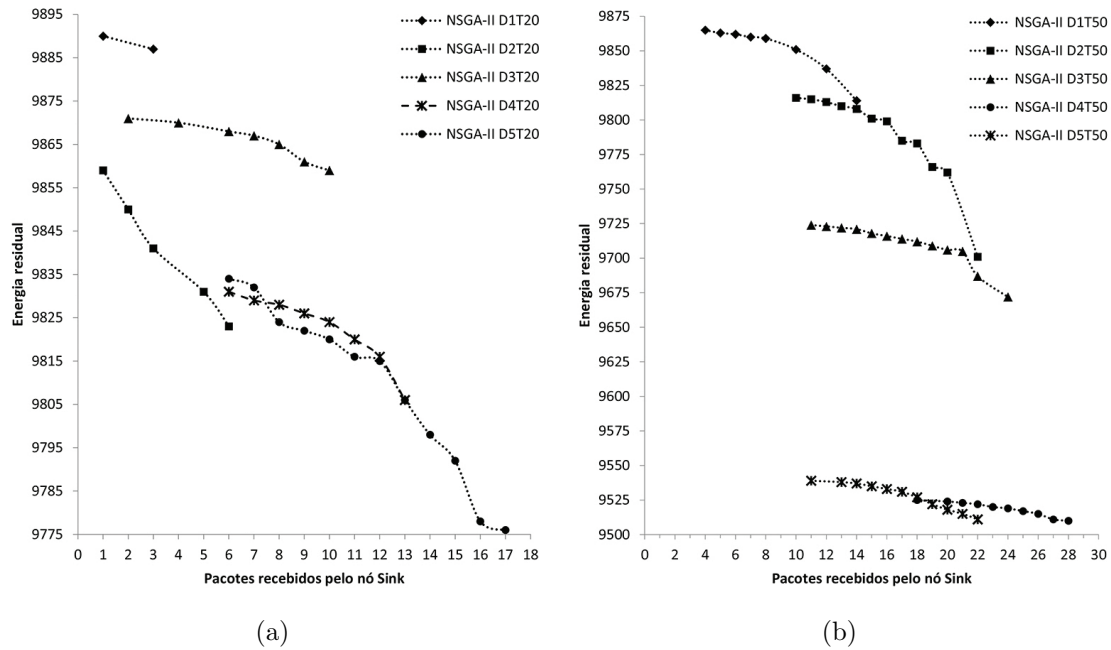 9895
9885
9875
9865
9855
9845
9835
9825
9815
9805
9795
9785
9775
Energia residual
0 1 2 3 4 5 6 7 8 9 10 11 12 13 14 15 16 17 18
Pacotes recebidos pelo nó Sink
NSGA-II D1T20
NSGA-II D2T20
NSGA-II D3T20
NSGA-II D4T20
NSGA-II D5T20
(a)
9875
9850
9825
9800
9775
9750
9725
9700
9675
9650
9625
9600
9575
9550
9525
9500
Energia residual
0 2 4 6 8 10 12 14 16 18 20 22 24 26 28 30
Pacotes recebidos pelo nó Sink
NSGA-II D1T50
NSGA-II D2T50
NSGA-II D3T50
NSGA-II D4T50
NSGA-II D5T50
(b)